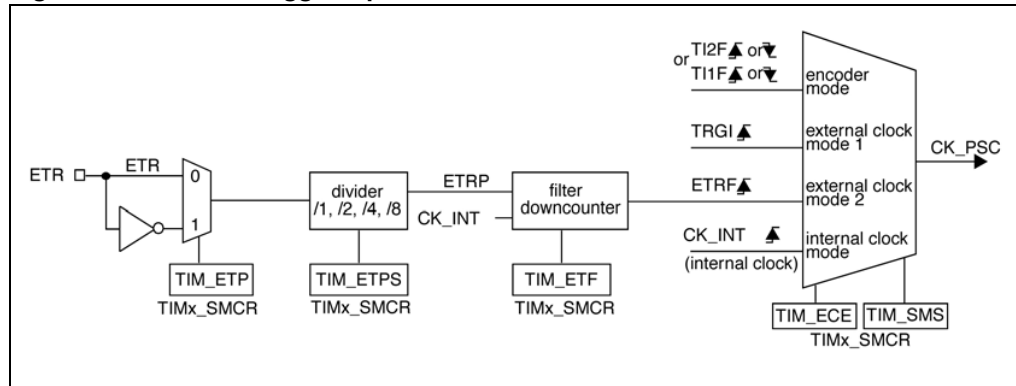 or TI2F or
TI1F or
encoder
mode
TRGI
external clock
mode 1
CK_PSC
ETR
ETR
0
1
divider
/1, /2, /4, /8
ETRP
CK_INT
filter
downcounter
ETRF
external clock
mode 2
CK_INT
(internal clock)
internal clock
mode
TIM_ETP
TIMx_SMCR
TIM_ETPS
TIMx_SMCR
TIM_ETF
TIMx_SMCR
TIM_ECE
TIM_SMS
TIMx_SMCR